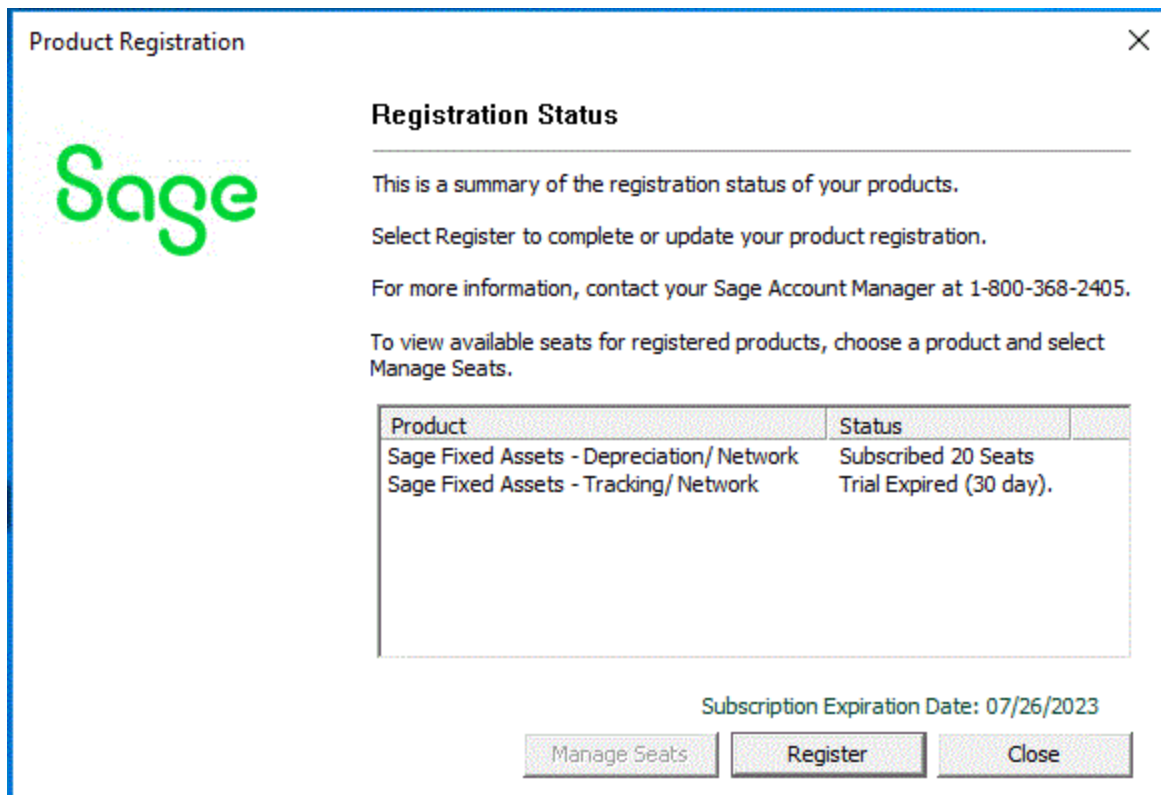 Product Registration
Sage
Registration Status
This is a summary of the registration status of your products.
Select Register to complete or update your product registration.
For more information, contact your Sage Account Manager at 1-800-368-2405.
To view available seats for registered products, choose a product and select
Manage Seats.
Product Status
Sage Fixed Assets - Depreciation/ Network Subscribed 20 Seats
Sage Fixed Assets - Tracking/ Network Trial Expired (30 day).
Subscription Expiration Date: 07/26/2023
Manage Seats Register Close